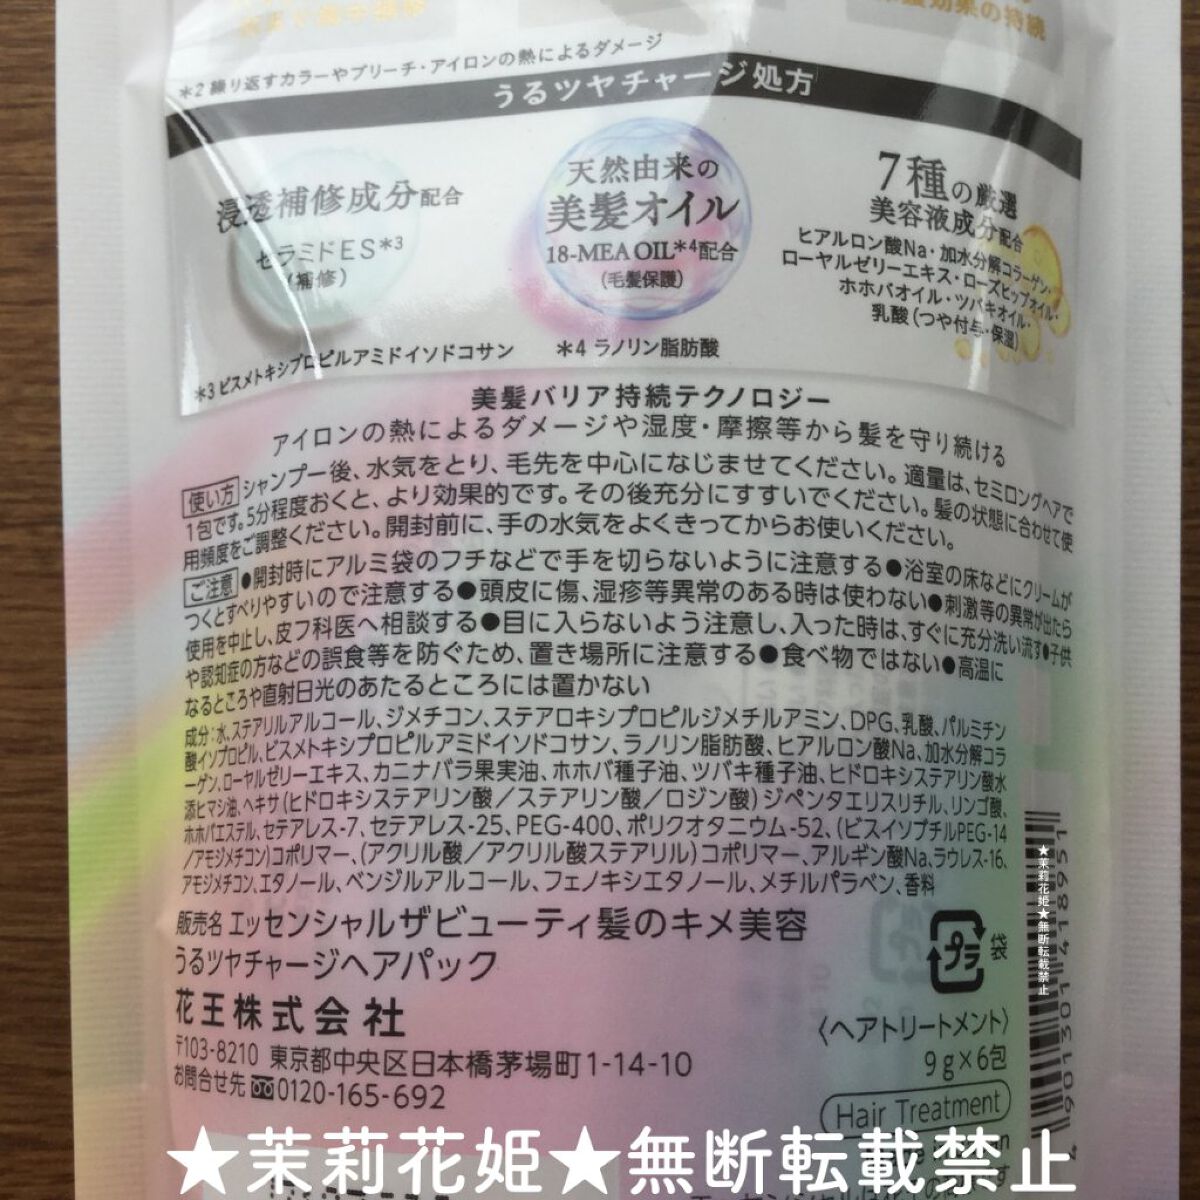 効果の持続
*2 繰り返すカラーやブリーチ・アイロンの熱によるダメージ
うるツヤチャージ処方
浸透補修成分配合
セラミドES*3
(補修)
天然由来の
美髪オイル
18-MEA OIL*4配合
(毛髪保護)
7種の厳選
美容液成分配合
ヒアルロン酸Na・加水分解コラーゲン・
ローヤルゼリーエキス・ローズヒップオイル・
ホホバオイル・ツバキオイル・
乳酸(つや付与・保湿)
*3 ビスメトキシプロピルアミドイソドコサン
*4 ラノリン脂肪酸
美髪バリア持続テクノロジー
アイロンの熱によるダメージや湿度・摩擦等から髪を守り続ける
使い方 シャンプー後、水気をとり、毛先を中心になじませてください。適量は、セミロングヘアで
1包です。5分程度おくと、より効果的です。その後充分にすすいでください。髪の状態に合わせて使
用頻度をご調整ください。開封前に、手の水気をよくきってからお使いください。
ご注意 ●開封時にアルミ袋のフチなどで手を切らないように注意する●浴室の床などにクリームが
つくとすべりやすいので注意する●頭皮に傷、湿疹等異常のある時は使わない●刺激等の異常が出たら
使用を中止し、皮フ科医へ相談する●目に入らないよう注意し、入った時は、すぐに充分洗い流す●子供
や認知症の方などの誤食等を防ぐため、置き場所に注意する●食べ物ではない●高温に
なるところや直射日光のあたるところには置かない
成分:水、ステアリルアルコール、ジメチコン、ステアロキシプロピルジメチルアミン、DPG、乳酸、パルミチン
酸イソプロピル、ビスメトキシプロピルアミドイソドコサン、ラノリン脂肪酸、ヒアルロン酸Na、加水分解コラ
ーゲン、ローヤルゼリーエキス、カニナバラ果実油、ホホバ種子油、ツバキ種子油、ヒドロキシステアリン酸水
添ヒマシ油、ヘキサ(ヒドロキシステアリン酸/ステアリン酸/ロジン酸)ジペンタエリスリチル、リンゴ酸、
ホホバエステル、セテアレス-7、セテアレス-25、PEG-400、ポリクオタニウム-52、(ビスイソブチルPEG-14
/アモジメチコン)コポリマー、(アクリル酸/アクリル酸ステアリル)コポリマー、アルギン酸Na、ラウレス-16、
アモジメチコン、エタノール、ベンジルアルコール、フェノキシエタノール、メチルパラベン、香料
販売名 エッセンシャルザビューティ髪のキメ美容
うるツヤチャージヘアパック
花王株式会社
〒103-8210 東京都中央区日本橋茅場町1-14-10
お問合せ先 0120-165-692
プラ 袋
〈ヘアトリートメント〉
9g×6包
Hair Treatment
4 901301 418951
★茉莉花姫★無断転載禁止
★茉莉花姫★無断転載禁止